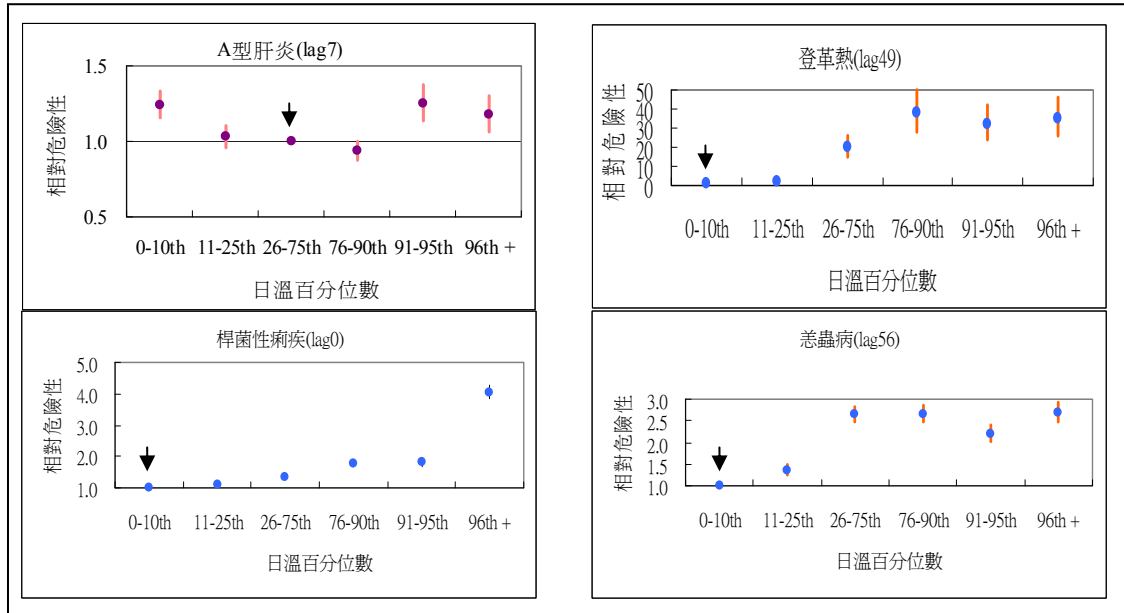 A型肝炎(lag7)
相對危險性
1.5
1.0
0.5
0-10th 11-25th 26-75th 76-90th 91-95th 96th +
日溫百分位數
登革熱(lag49)
相對危險性
50
40
30
20
10
0
0-10th 11-25th 26-75th 76-90th 91-95th 96th +
日溫百分位數
桿菌性痢疾(lag0)
相對危險性
5.0
4.0
3.0
2.0
1.0
0-10th 11-25th 26-75th 76-90th 91-95th 96th +
日溫百分位數
恙蟲病(lag56)
相對危險性
3.0
2.5
2.0
1.5
1.0
0-10th 11-25th 26-75th 76-90th 91-95th 96th +
日溫百分位數